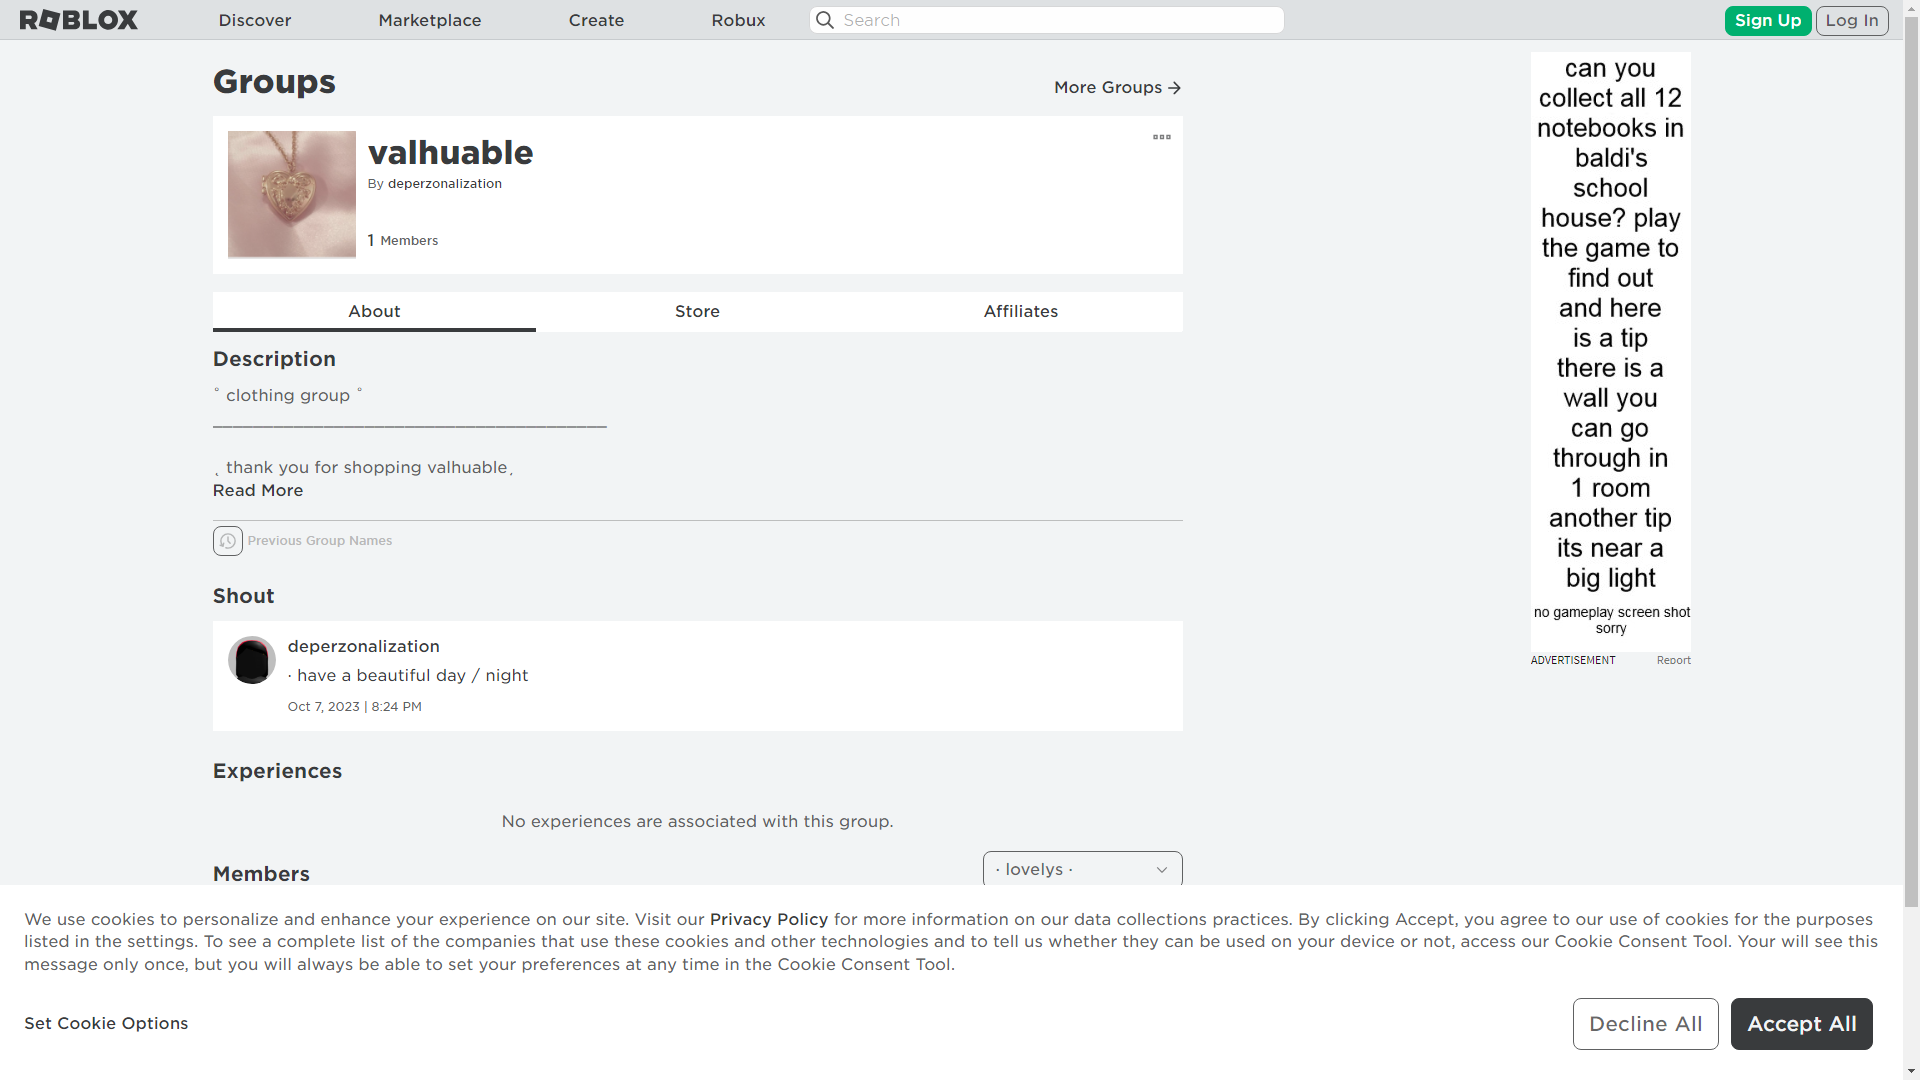 ROBLOX
Discover
Marketplace
Create
Robux
Search
Sign Up
Log In
Groups
More Groups
valhuable
By deperzonalization
1 Members
About
Store
Affiliates
Description
˚ clothing group ˚
_______________________________________
˛ thank you for shopping valhuable¸
Read More
Previous Group Names
Shout
deperzonalization
· have a beautiful day / night
Oct 7, 2023 | 8:24 PM
Experiences
No experiences are associated with this group.
Members
· lovelys ·
can you
collect all 12
notebooks in
baldi's
school
house? play
the game to
find out
and here
is a tip
there is a
wall you
can go
through in
1 room
another tip
its near a
big light
no gameplay screen shot
sorry
ADVERTISEMENT
Report
We use cookies to personalize and enhance your experience on our site. Visit our Privacy Policy for more information on our data collections practices. By clicking Accept, you agree to our use of cookies for the purposes
listed in the settings. To see a complete list of the companies that use these cookies and other technologies and to tell us whether they can be used on your device or not, access our Cookie Consent Tool. Your will see this
message only once, but you will always be able to set your preferences at any time in the Cookie Consent Tool.
Set Cookie Options
Decline All
Accept All